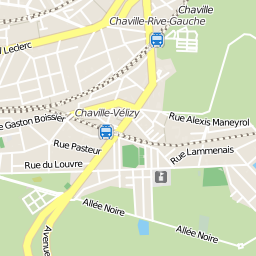 Chaville
Chaville-Rive-Gauche
l Leclerc
Chaville-Vélizy
e Gaston Boissier
Rue Alexis Maneyrol
Rue Pasteur
Rue Lammenais
Rue du Louvre
Allée Noire
Allée Noire
Avenue